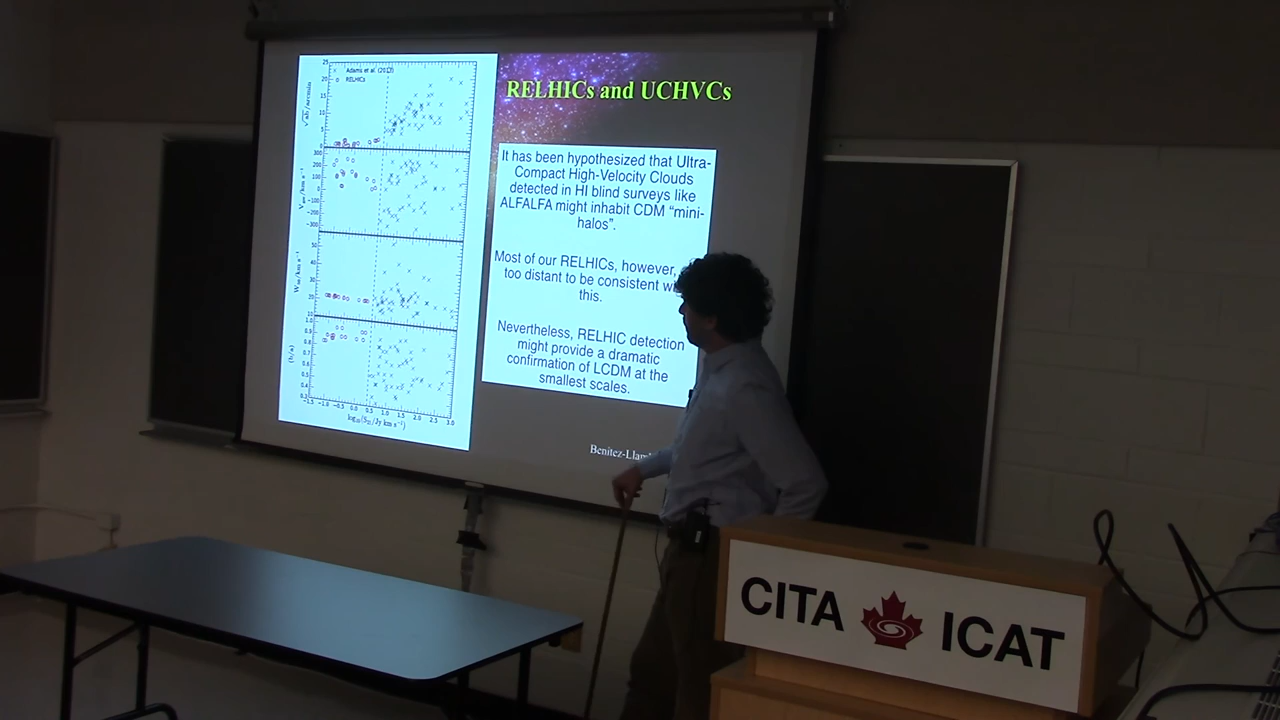 RELHICs and UCHVCs
It has been hypothesized that Ultra-
Compact High-Velocity Clouds
detected in HI blind surveys like
ALFALFA might inhabit CDM “mini-
halos”.
Most of our RELHICs, however,
too distant to be consistent
this.
Nevertheless, RELHIC detection
might provide a dramatic
confirmation of LCDM at the
smallest scales.
Adams et al. (2013)
RELHICs
CITA ICAT